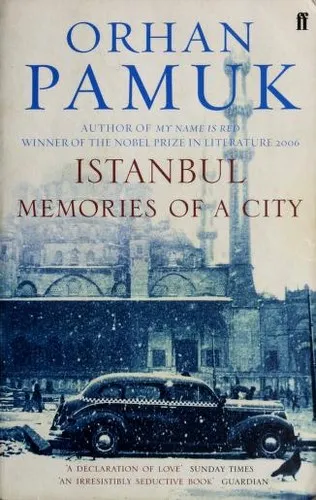 ff
ORHAN
PAMUK
AUTHOR OF MY NAME IS RED
WINNER OF THE NOBEL PRIZE IN LITERATURE 2006
ISTANBUL
MEMORIES OF A CITY
'A DECLARATION OF LOVE' SUNDAY TIMES
'AN IRRESISTIBLY SEDUCTIVE BOOK' GUARDIAN